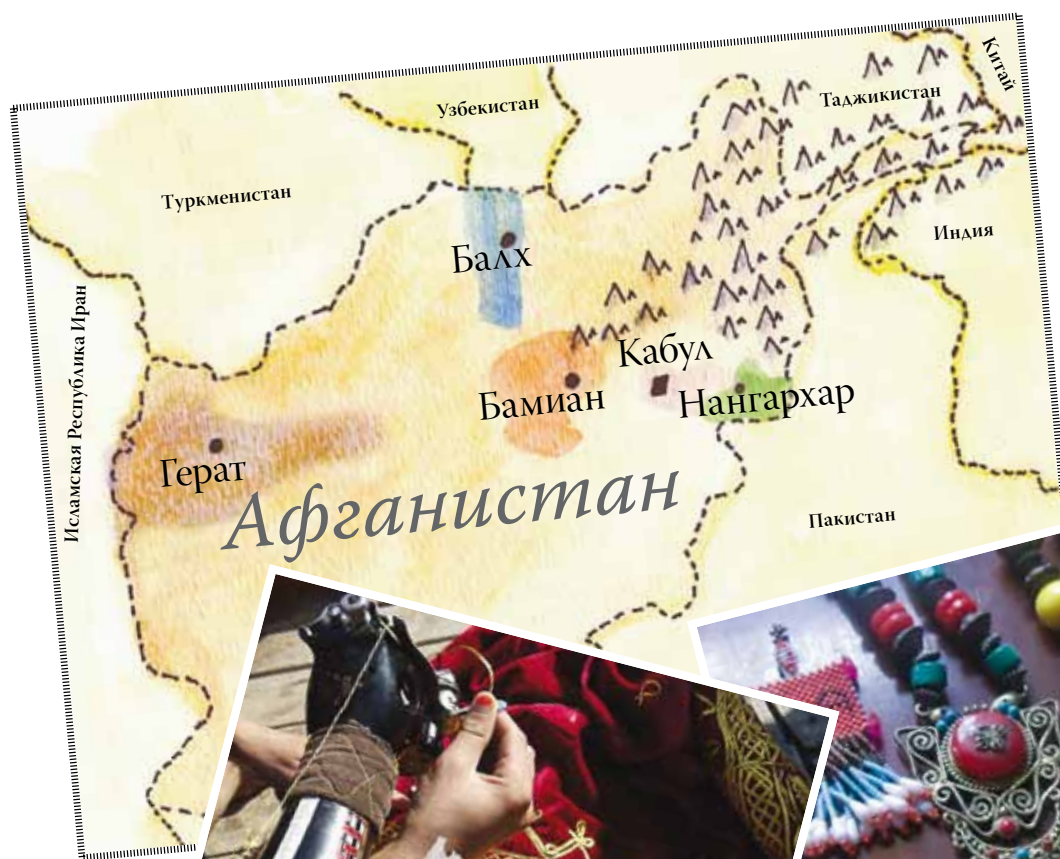 Китай
Узбекистан
Таджикистан
Туркменистан
Индия
Балх
Исламская Республика Иран
Кабул
Бамиан
Нангархар
Герат
Афганистан
Пакистан